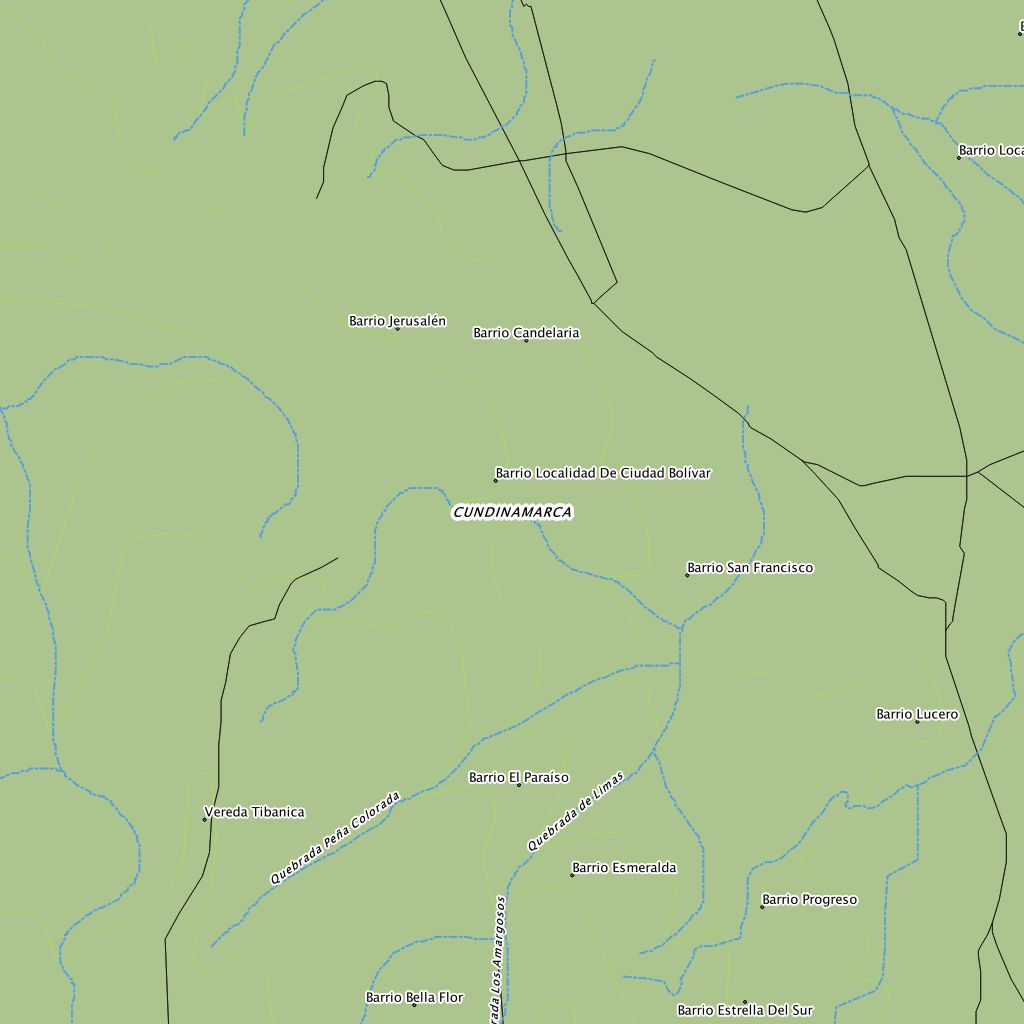 Barrio Loca
Barrio Jerusalén
Barrio Candelaria
Barrio Localidad De Ciudad Bolívar
CUNDINAMARCA
Barrio San Francisco
Barrio Lucero
Barrio El Paraíso
Vereda Tibanica
Quebrada Peña Colorada
Quebrada de Limas
Barrio Esmeralda
Barrio Progreso
rada Los Amargosos
Barrio Bella Flor
Barrio Estrella Del Sur